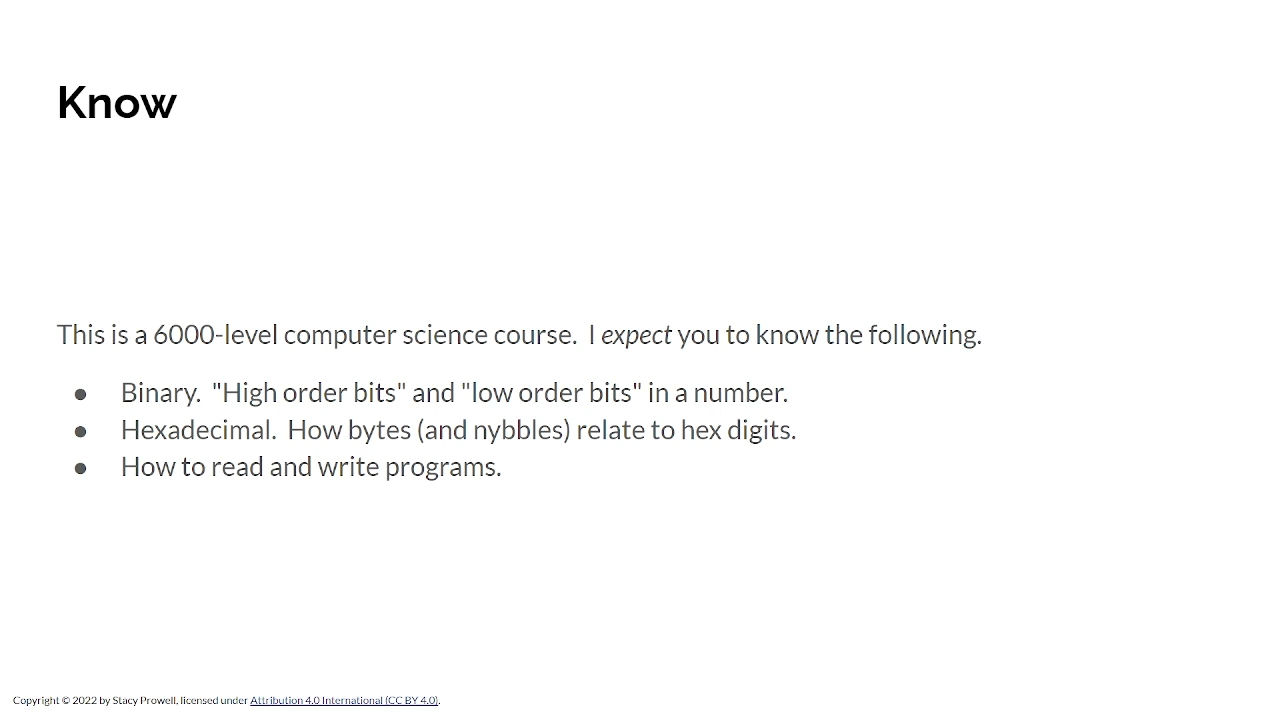 Know
This is a 6000-level computer science course.  I expect you to know the following.
● Binary.  "High order bits" and "low order bits" in a number.
● Hexadecimal.  How bytes (and nybbles) relate to hex digits.
● How to read and write programs.
Copyright © 2022 by Stacy Prowell, licensed under Attribution 4.0 International (CC BY 4.0).